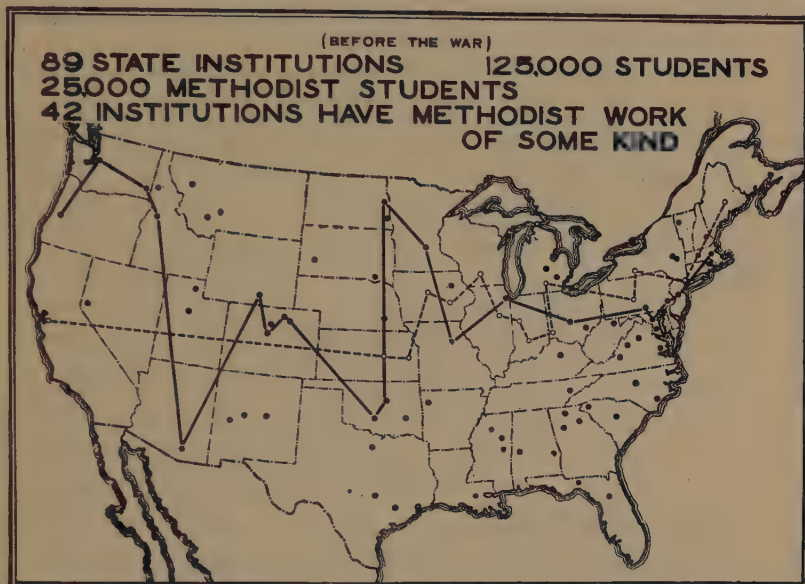 (BEFORE THE WAR)
89 STATE INSTITUTIONS 125,000 STUDENTS
25,000 METHODIST STUDENTS
42 INSTITUTIONS HAVE METHODIST WORK
OF SOME KIND